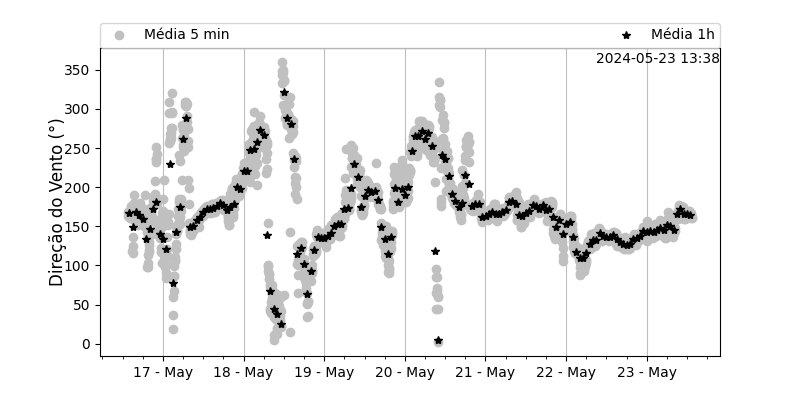 Média 5 min
Média 1h
2024-05-23 13:38
Direção do Vento (°)
350
300
250
200
150
100
50
0
17 - May
18 - May
19 - May
20 - May
21 - May
22 - May
23 - May